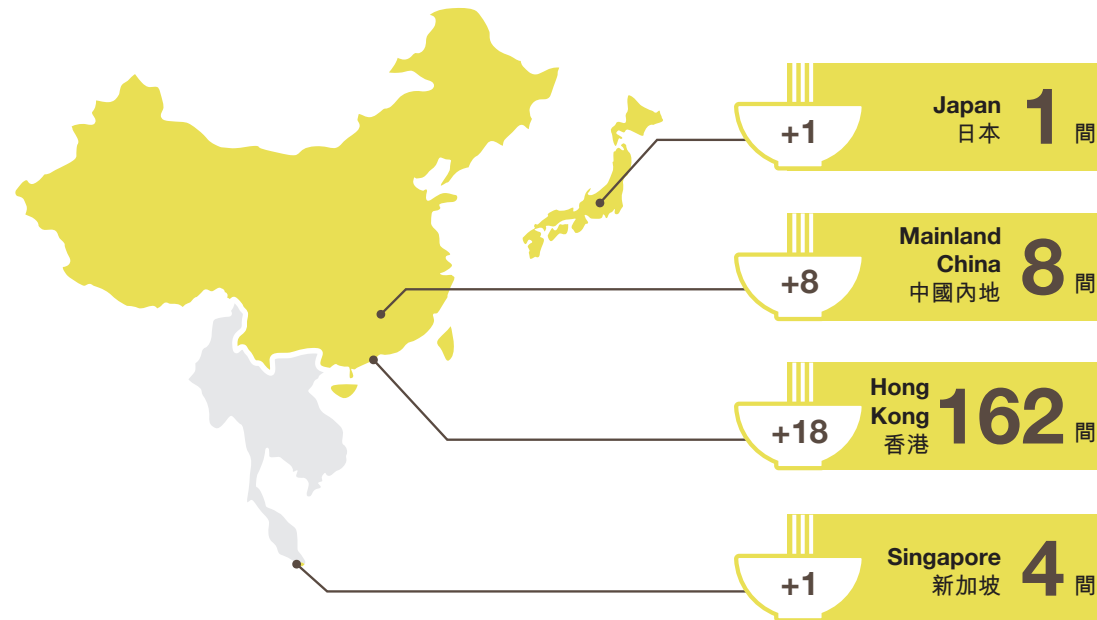 +1
Japan
日本
1 間
+8
Mainland
China
中國內地
8 間
+18
Hong
Kong
香港
162 間
+1
Singapore
新加坡
4 間